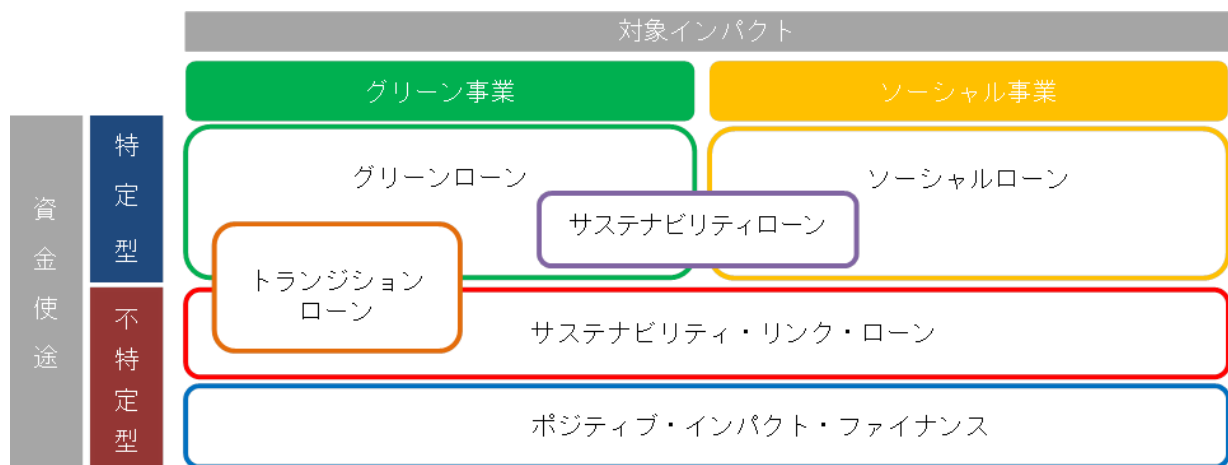 対象インパクト
グリーン事業
ソーシャル事業
資金使途
特定型
グリーンローン
ソーシャルローン
サステナビリティローン
トランジション
ローン
不特定型
サステナビリティ・リンク・ローン
ポジティブ・インパクト・ファイナンス